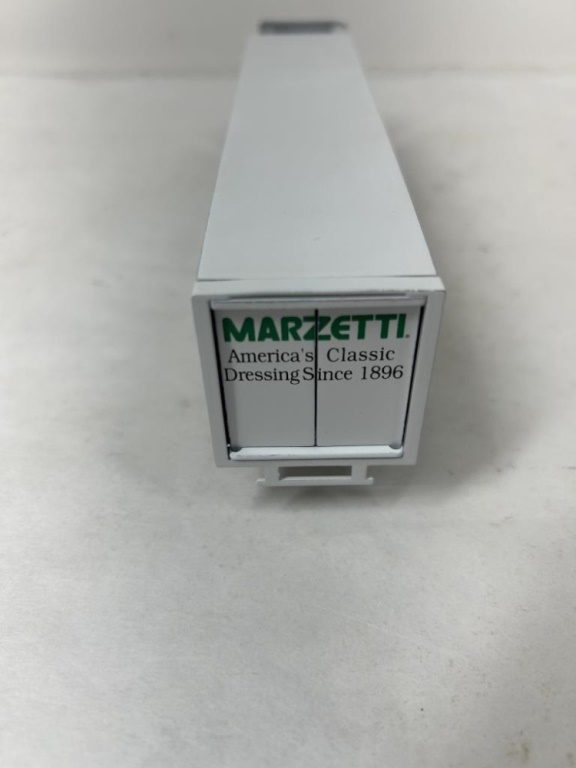 MARZETTI.
America's Classic
Dressing Since 1896